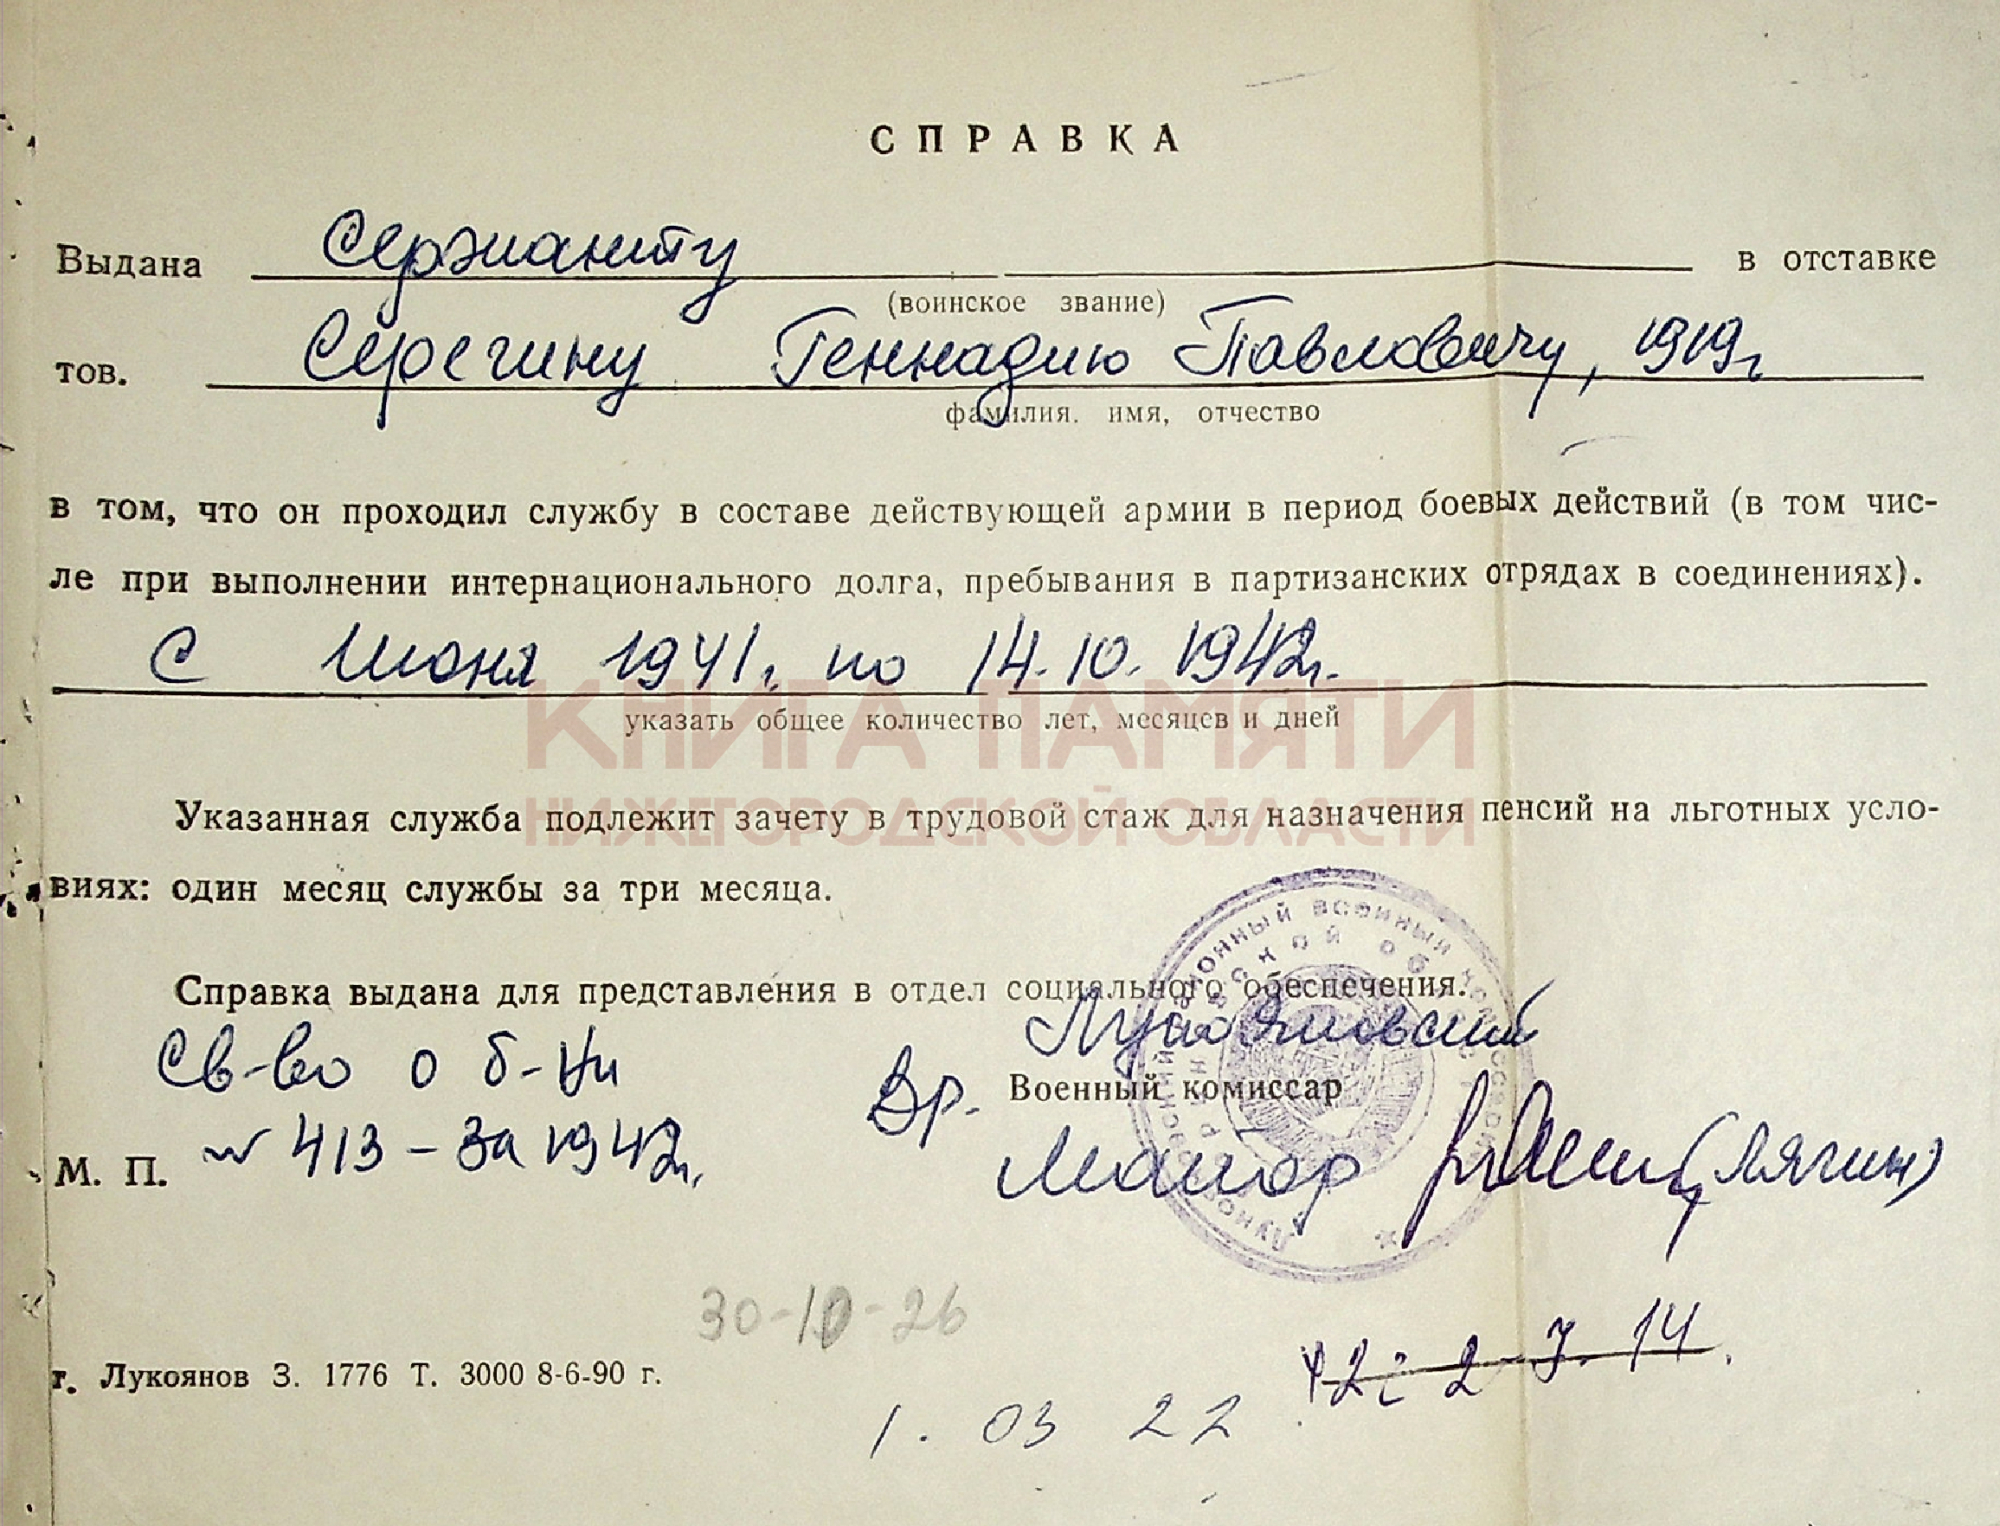 СПРАВКА
Выдана Сержанту в отставке
(воинское звание)
тов. Серегину Геннадию Павловичу, 1919г
фамилия. имя, отчество
в том, что он проходил службу в составе действующей армии в период боевых действий (в том чис-
ле при выполнении интернационального долга, пребывания в партизанских отрядах в соединениях).
С Июня 1941г. по 14.10.1942г.
указать общее количество лет, месяцев и дней
КНИГА ПАМЯТИ
НИЖЕГОРОДСКОЙ ОБЛАСТИ
Указанная служба подлежит зачету в трудовой стаж для назначения пенсий на льготных усло-
виях: один месяц службы за три месяца.
Справка выдана для представления в отдел социального обеспечения.
Св-во о б-ни
Лукояновский
Вр. Военный комиссар
М. П. № 413 - за 1942г.
Майор (Лягин)
30-10-26
г. Лукоянов З. 1776 Т. 3000 8-6-90 г.
1. 03 22